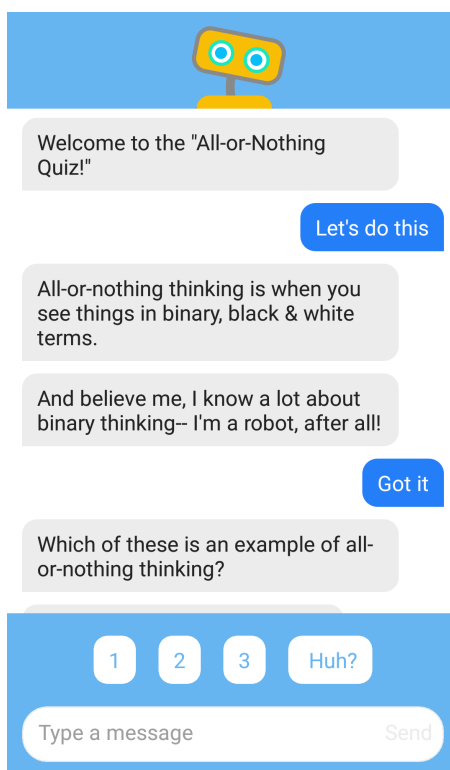 Welcome to the "All-or-Nothing
Quiz!"
Let's do this
All-or-nothing thinking is when you
see things in binary, black & white
terms.
And believe me, I know a lot about
binary thinking-- I'm a robot, after all!
Got it
Which of these is an example of all-
or-nothing thinking?
1 2 3 Huh?
Type a message Send